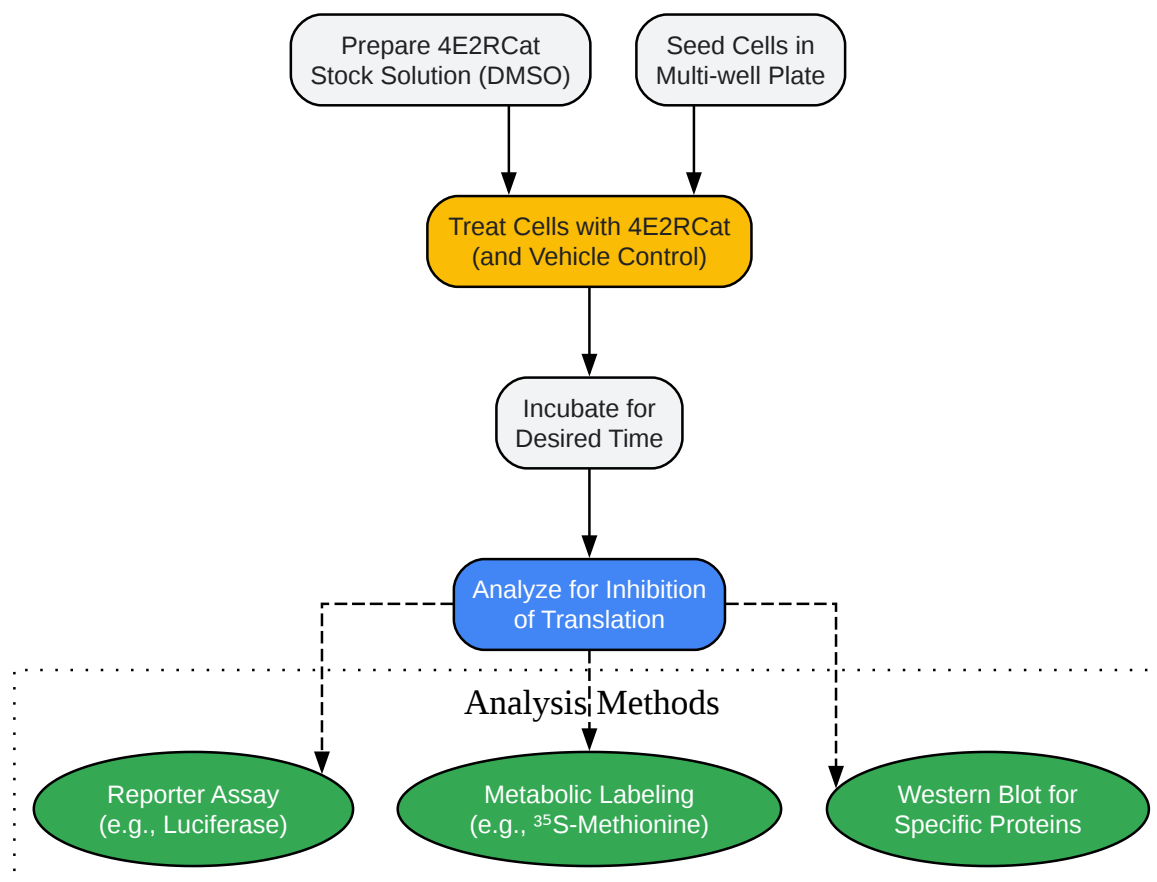 Prepare 4E2RCat
Stock Solution (DMSO)
Seed Cells in
Multi-well Plate
Treat Cells with 4E2RCat
(and Vehicle Control)
Incubate for
Desired Time
Analyze for Inhibition
of Translation
Analysis Methods
Reporter Assay
(e.g., Luciferase)
Metabolic Labeling
(e.g., ³⁵S-Methionine)
Western Blot for
Specific Proteins